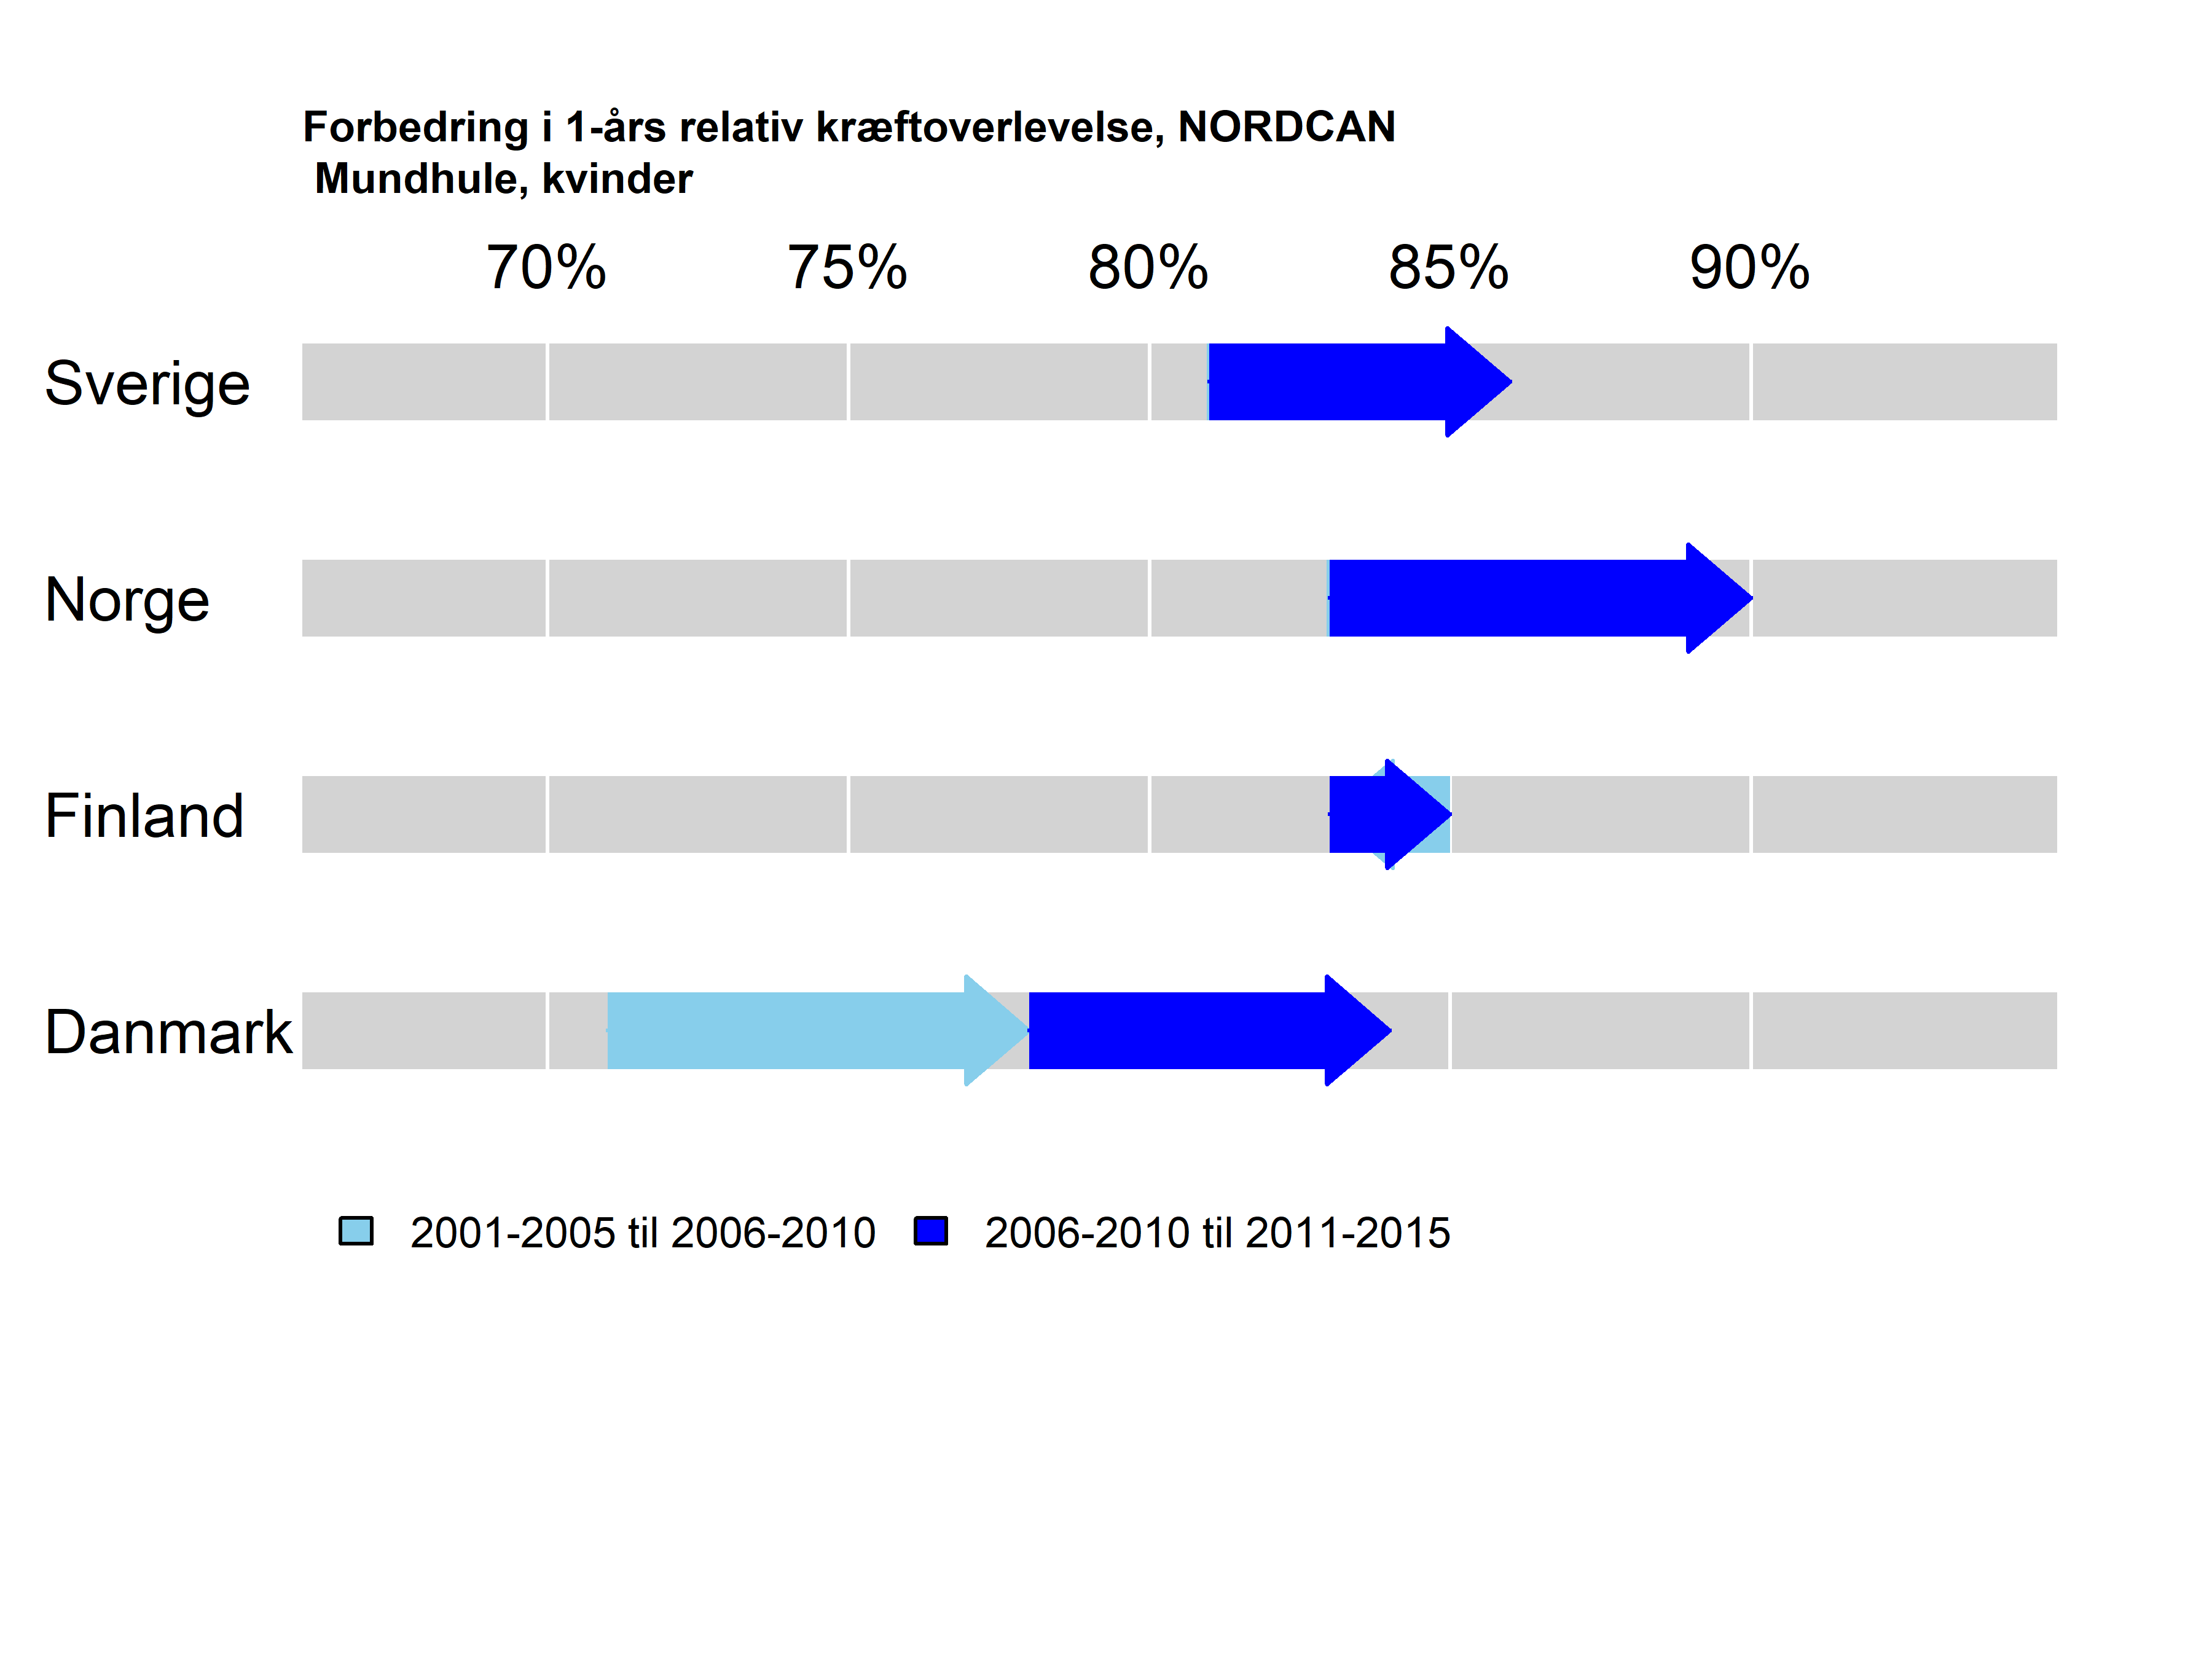 Forbedring i 1-års relativ kræftoverlevelse, NORDCAN
Mundhule, kvinder
70% 75% 80% 85% 90%
Sverige
Norge
Finland
Danmark
2001-2005 til 2006-2010 2006-2010 til 2011-2015